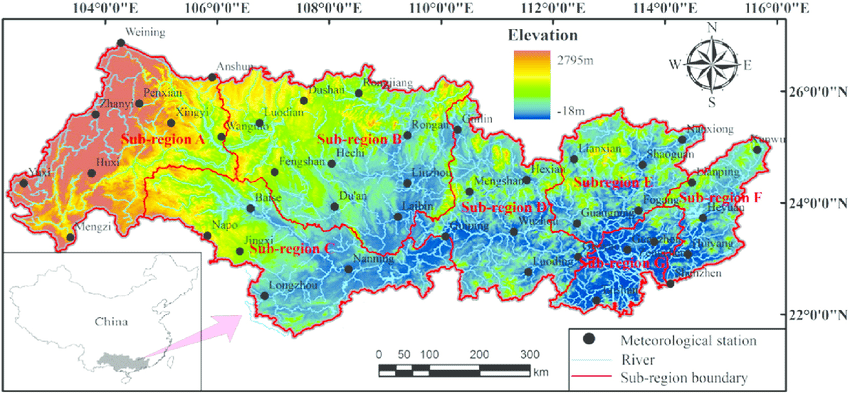 104°0'0"E
106°0'0"E
108°0'0"E
110°0'0"E
112°0'0"E
114°0'0"E
116°0'0"E
Weining
Elevation
2795m
-18m
N
W
E
S
26°0'0"N
24°0'0"N
22°0'0"N
Anshun
Penxian
Zhanyi
Xingyi
Luodian
Dushan
Rongjiang
Sub-region A
Wangmo
Sub-region B
Rongan
Guilin
Hechi
Fengshan
Huxi
Yuxi
Liuzhou
Mengshan
Hexian
Lianxian
Nanxiong
Shaoguan
Xunwu
Subregion E
Lianping
Sub-region F
Fogang
Heyuan
Baise
Du'an
Laibin
Sub-region D
Guangning
Mengzi
Napo
Jingxi
Sub-region C
Guiping
Wuzhou
Nanning
Luoding
Sub-region G
Huiyang
Shenzhen
Longzhou
China
Meteorological station
River
Sub-region boundary
0 50 100 200 300
km